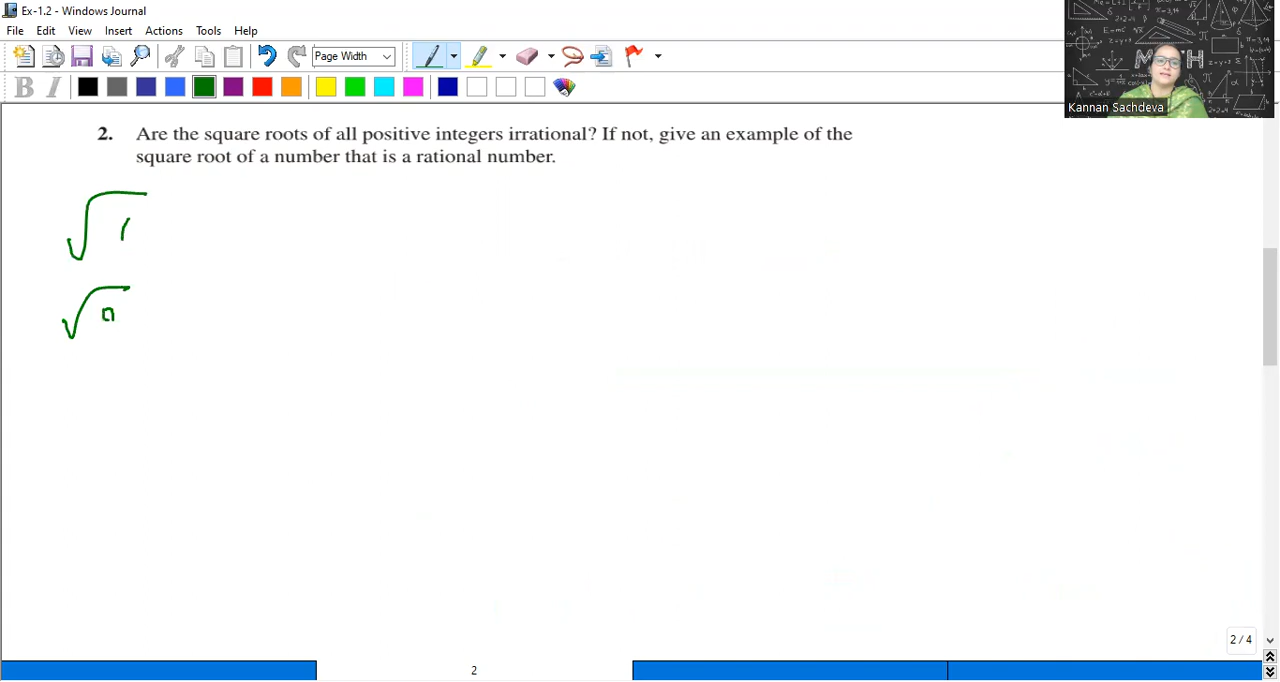 Ex-1.2 - Windows Journal
File Edit View Insert Actions Tools Help
Page Width
B I
Kannan Sachdeva
2. Are the square roots of all positive integers irrational? If not, give an example of the
square root of a number that is a rational number.
√
√
2 / 4
2